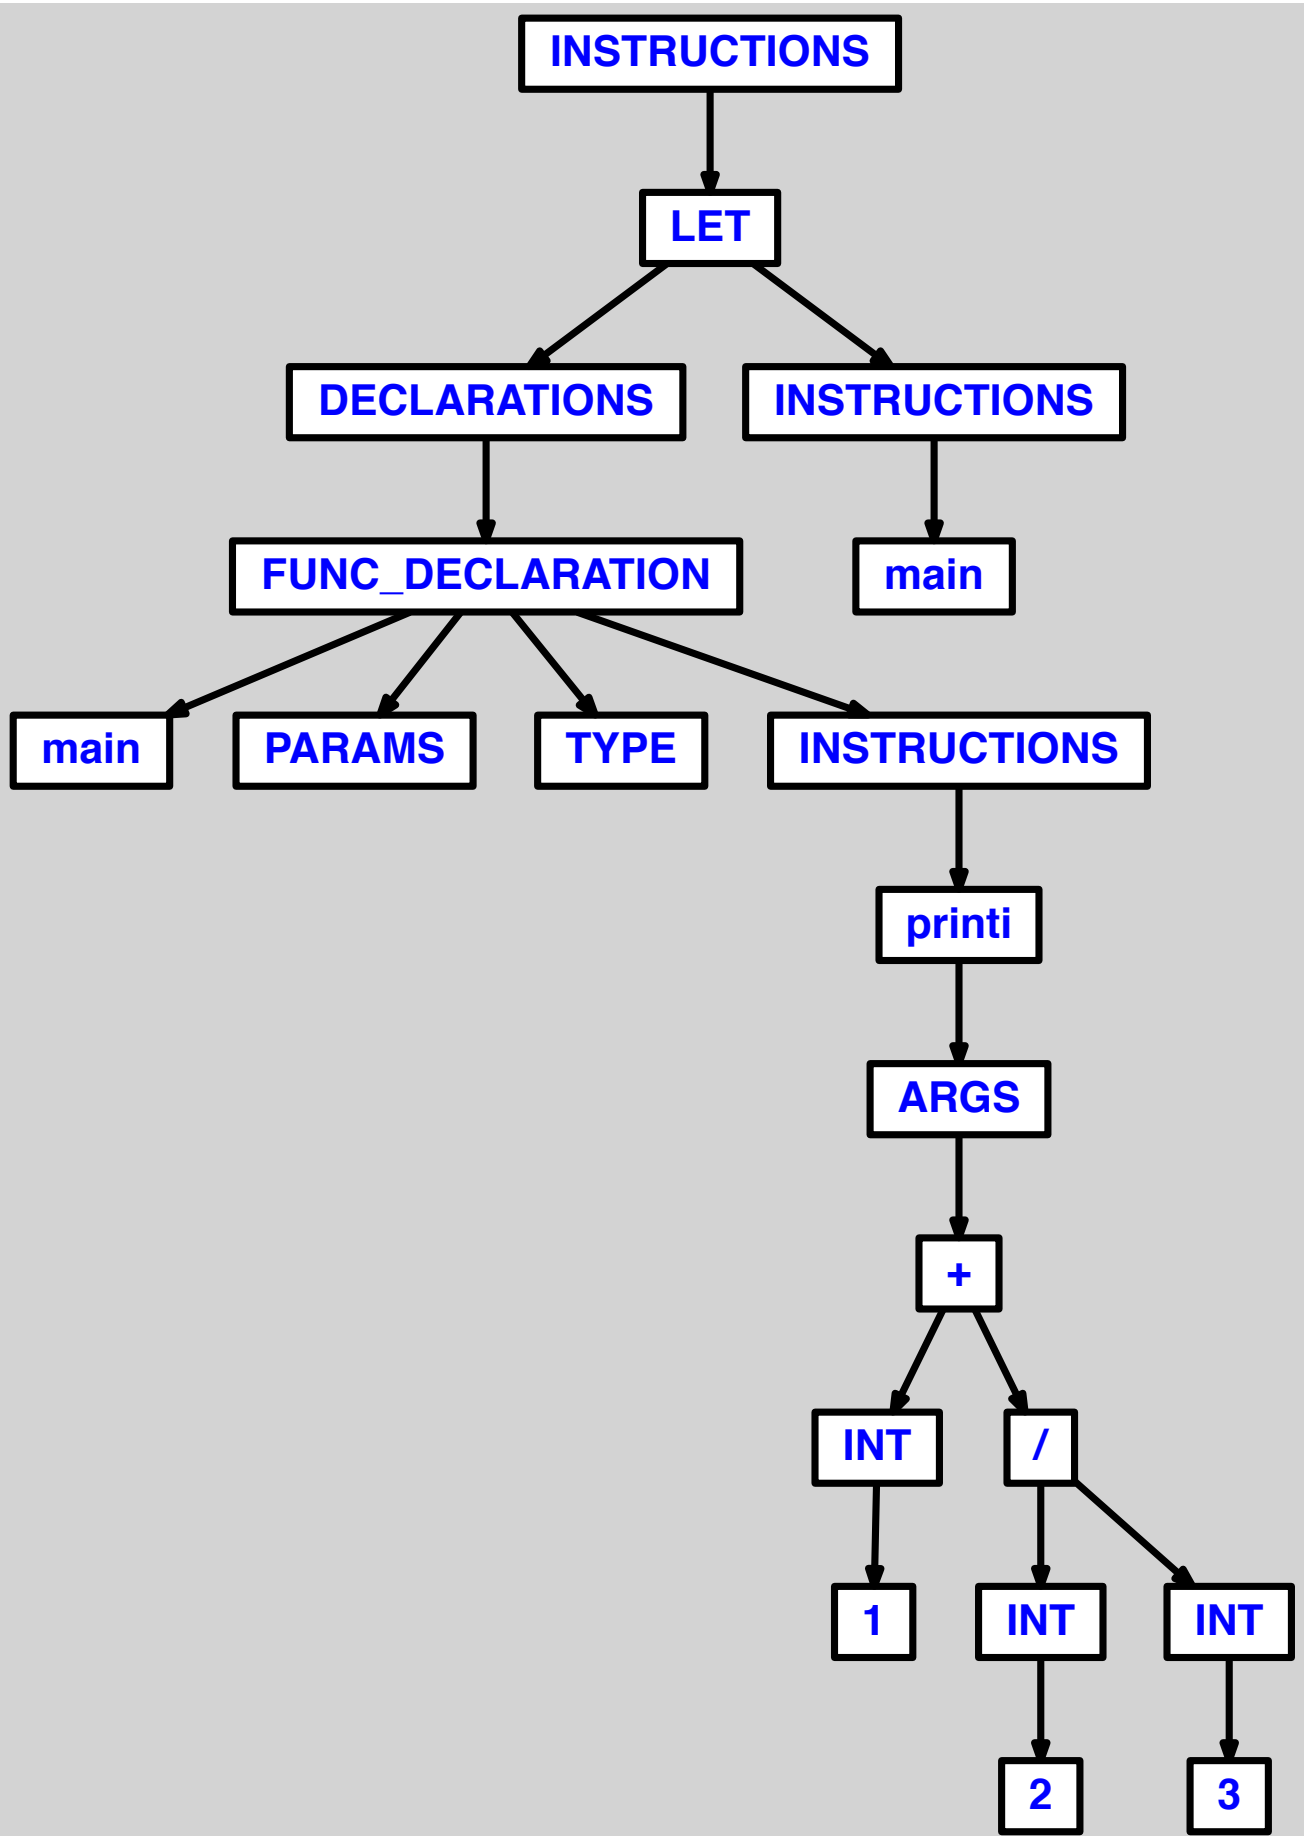 INSTRUCTIONS
LET
DECLARATIONS
INSTRUCTIONS
FUNC_DECLARATION
main
main
PARAMS
TYPE
INSTRUCTIONS
printi
ARGS
+
INT
/
1
INT
INT
2
3